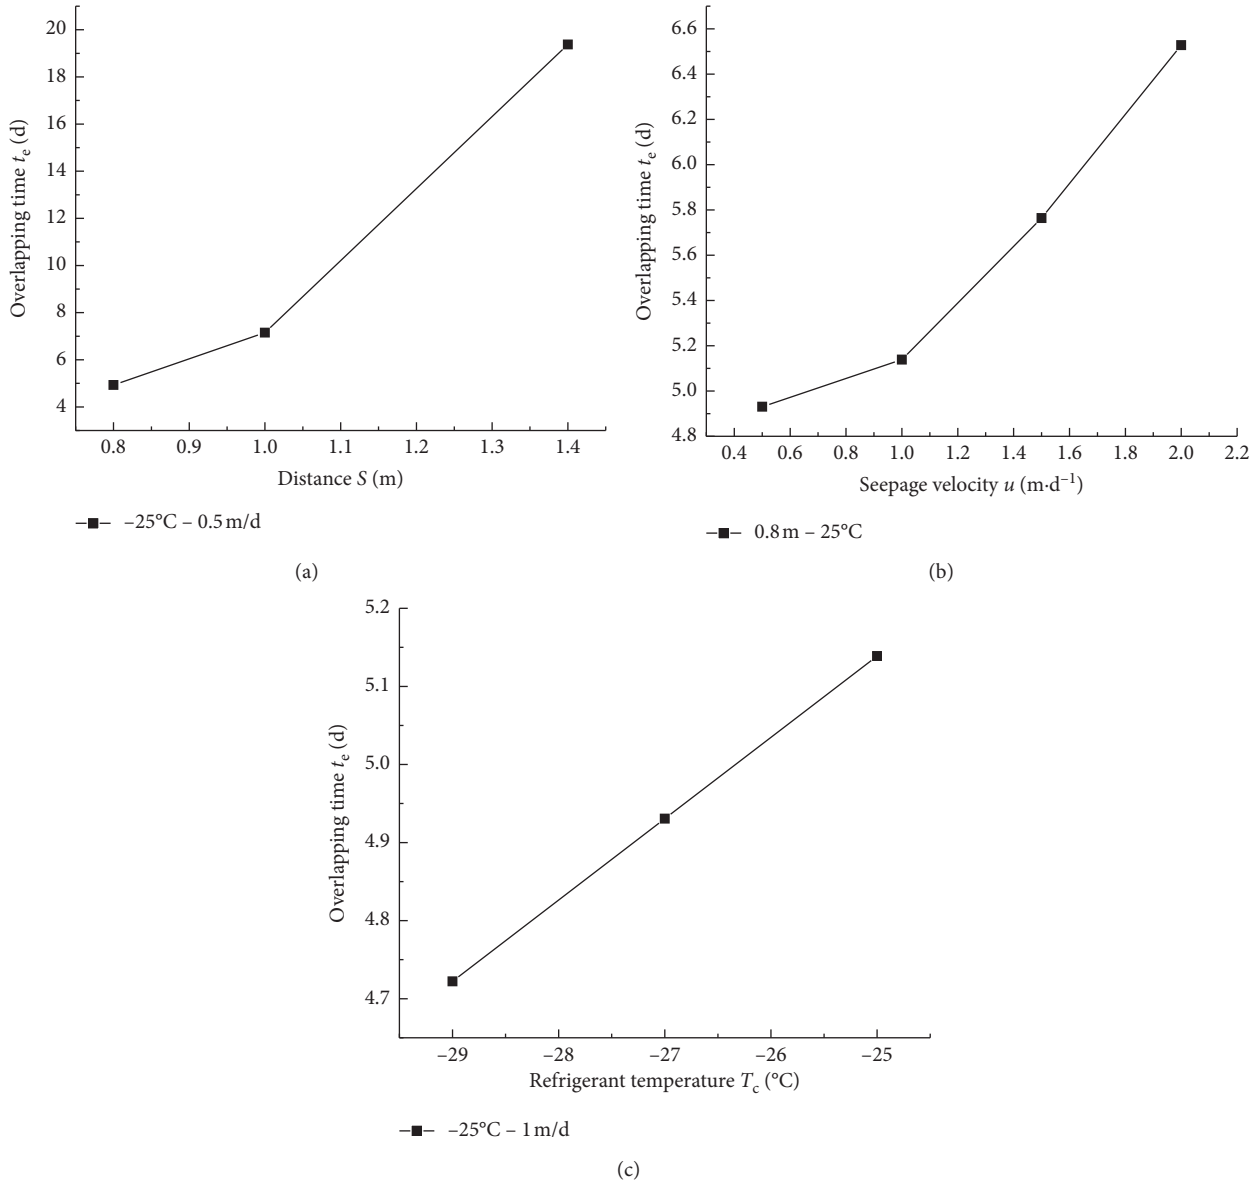 20
18
16
14
12
10
8
6
4
Overlapping time te (d)
0.8 0.9 1.0 1.1 1.2 1.3 1.4
Distance S (m)
–25°C – 0.5 m/d
(a)
6.6
6.4
6.2
6.0
5.8
5.6
5.4
5.2
5.0
4.8
Overlapping time te (d)
0.4 0.6 0.8 1.0 1.2 1.4 1.6 1.8 2.0 2.2
Seepage velocity u (m·d–1)
0.8 m – 25°C
(b)
5.2
5.1
5.0
4.9
4.8
4.7
Overlapping time te (d)
–29 –28 –27 –26 –25
Refrigerant temperature Tc (°C)
–25°C – 1 m/d
(c)